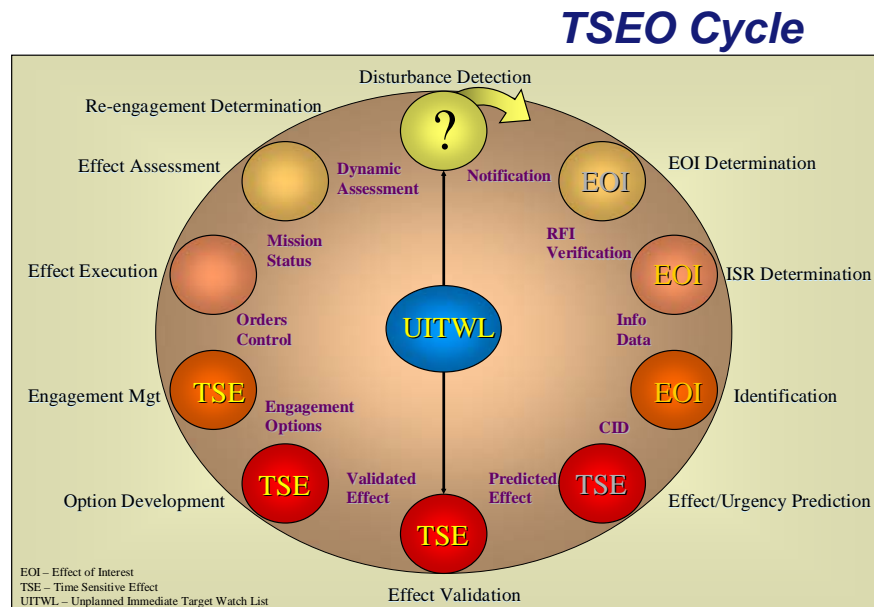 TSEO Cycle
Disturbance Detection
Re-engagement Determination
?
Effect Assessment
Dynamic
Assessment
Notification
EOI
EOI Determination
RFI
Verification
Mission
Status
Effect Execution
EOI
ISR Determination
UITWL
Orders
Control
Info
Data
Engagement Mgt
TSE
EOI
Identification
Engagement
Options
CID
Option Development
TSE
Validated
Effect
Predicted
Effect
TSE
Effect/Urgency Prediction
TSE
Effect Validation
EOI – Effect of Interest
TSE – Time Sensitive Effect
UITWL – Unplanned Immediate Target Watch List